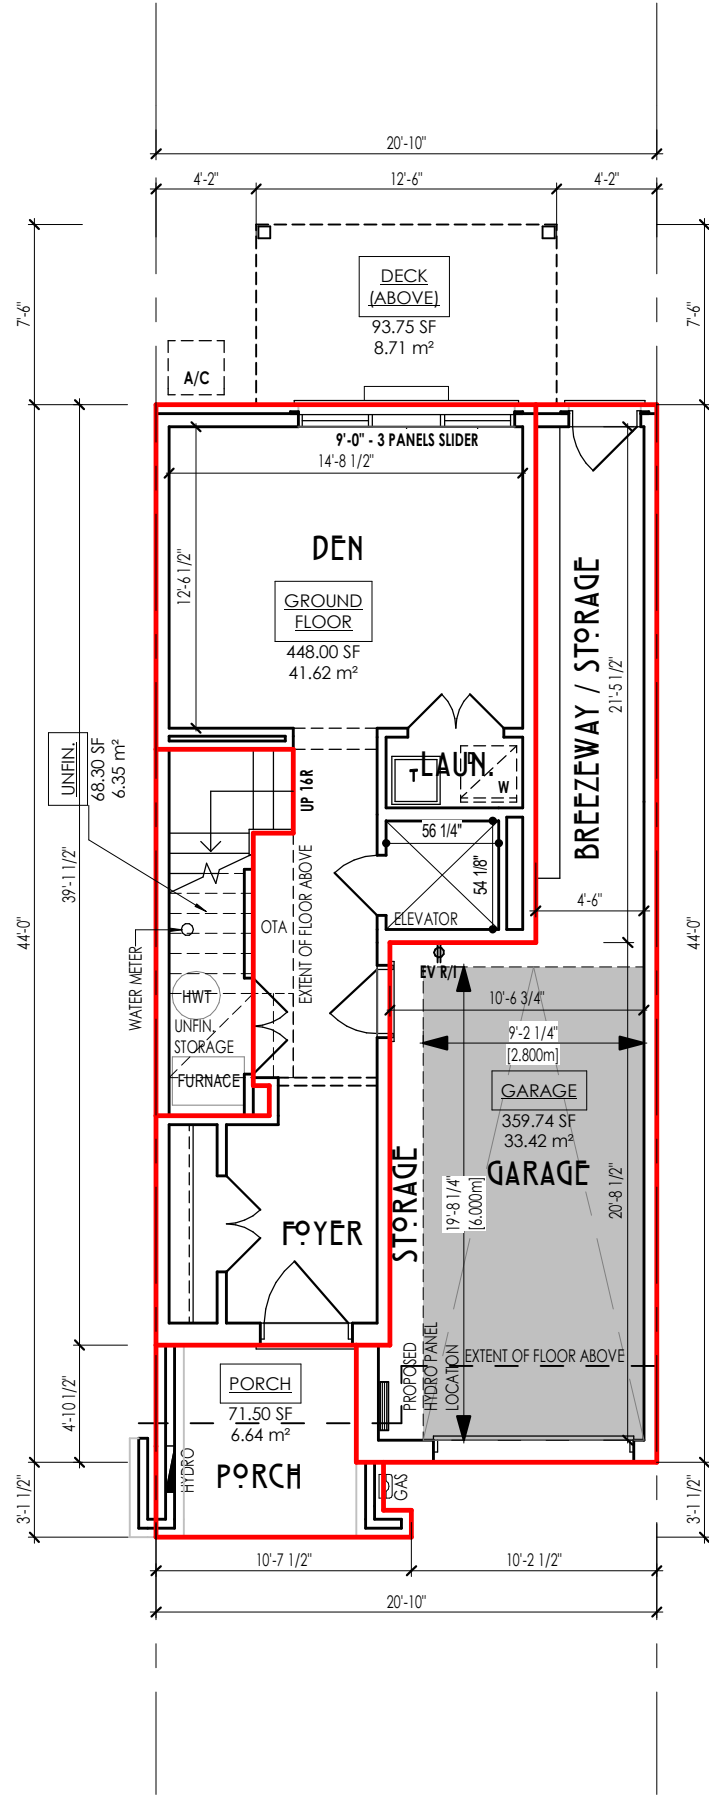 20'-10"
4'-2"
12'-6"
4'-2"
7'-6"
7'-6"
DECK
(ABOVE)
93.75 SF
8.71 m²
A/C
9'-0" - 3 PANELS SLIDER
14'-8 1/2"
12'-6 1/2"
DEN
GROUND
FLOOR
448.00 SF
41.62 m²
BREEZEWAY / STORAGE
21'-5 1/2"
UNFIN.
68.30 SF
6.35 m²
UP 16R
T
LAUN.
D
W
56 1/4"
54 1/8"
ELEVATOR
4'-6"
39'-1 1/2"
44'-0"
44'-0"
OTA
EXTENT OF FLOOR ABOVE
WATER METER
HWT
UNFIN.
STORAGE
FURNACE
EV R/I
10'-6 3/4"
9'-2 1/4"
[2.800m]
GARAGE
359.74 SF
33.42 m²
GARAGE
19'-8 1/4"
[6.000m]
20'-8 1/2"
STORAGE
FOYER
PROPOSED
HYDRO PANEL
LOCATION
EXTENT OF FLOOR ABOVE
PORCH
71.50 SF
6.64 m²
PORCH
HYDRO
GAS
4'-10 1/2"
3'-1 1/2"
3'-1 1/2"
10'-7 1/2"
10'-2 1/2"
20'-10"